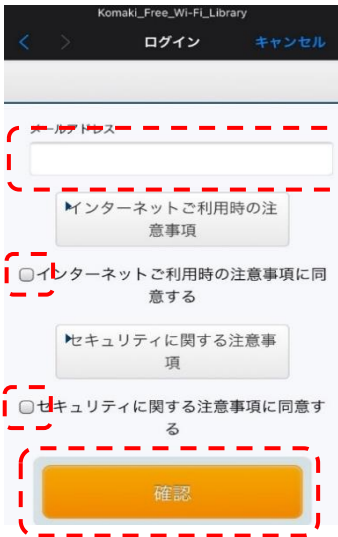 Komaki_Free_Wi-Fi_Library
ログイン
キャンセル
メールアドレス
インターネットご利用時の注
意事項
インターネットご利用時の注意事項に同
意する
セキュリティに関する注意事
項
セキュリティに関する注意事項に同意す
る
確認